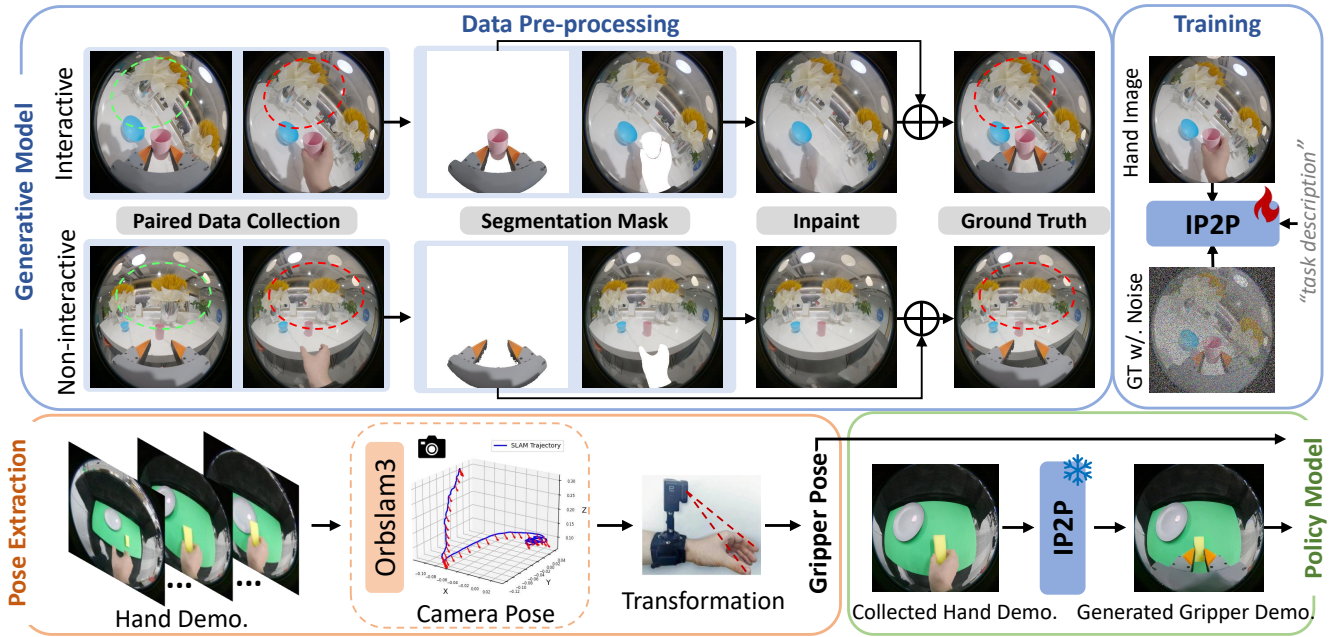 Data Pre-processing
Training
Generative Model
Interactive
Non-interactive
Paired Data Collection
Segmentation Mask
Inpaint
Ground Truth
Hand Image
IP2P
"task description"
GT w/. Noise
Pose Extraction
...
...
Hand Demo.
Orbslam3
SLAM Trajectory
X
Y
Z
Camera Pose
Transformation
Gripper Pose
Collected Hand Demo.
IP2P
Generated Gripper Demo.
Policy Model